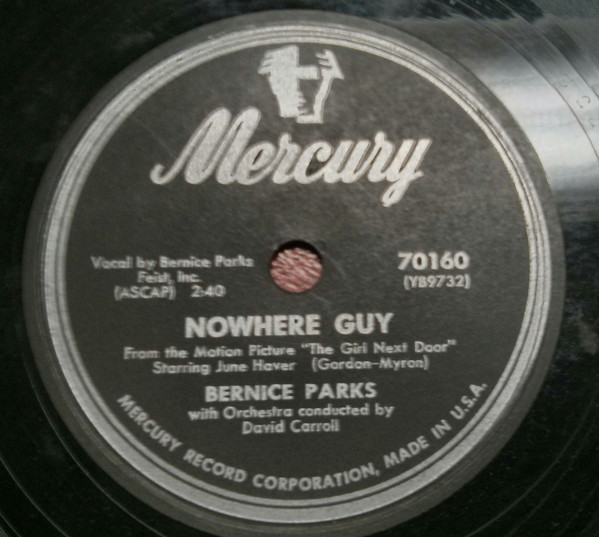 Mercury
Vocal by Bernice Parks
Feist, Inc.
(ASCAP) 2:40
70160
(YB9732)
NOWHERE GUY
From the Motion Picture "The Girl Next Door"
Starring June Haver (Gordon-Myron)
BERNICE PARKS
with Orchestra conducted by
David Carroll
MERCURY RECORD CORPORATION, MADE IN U.S.A.